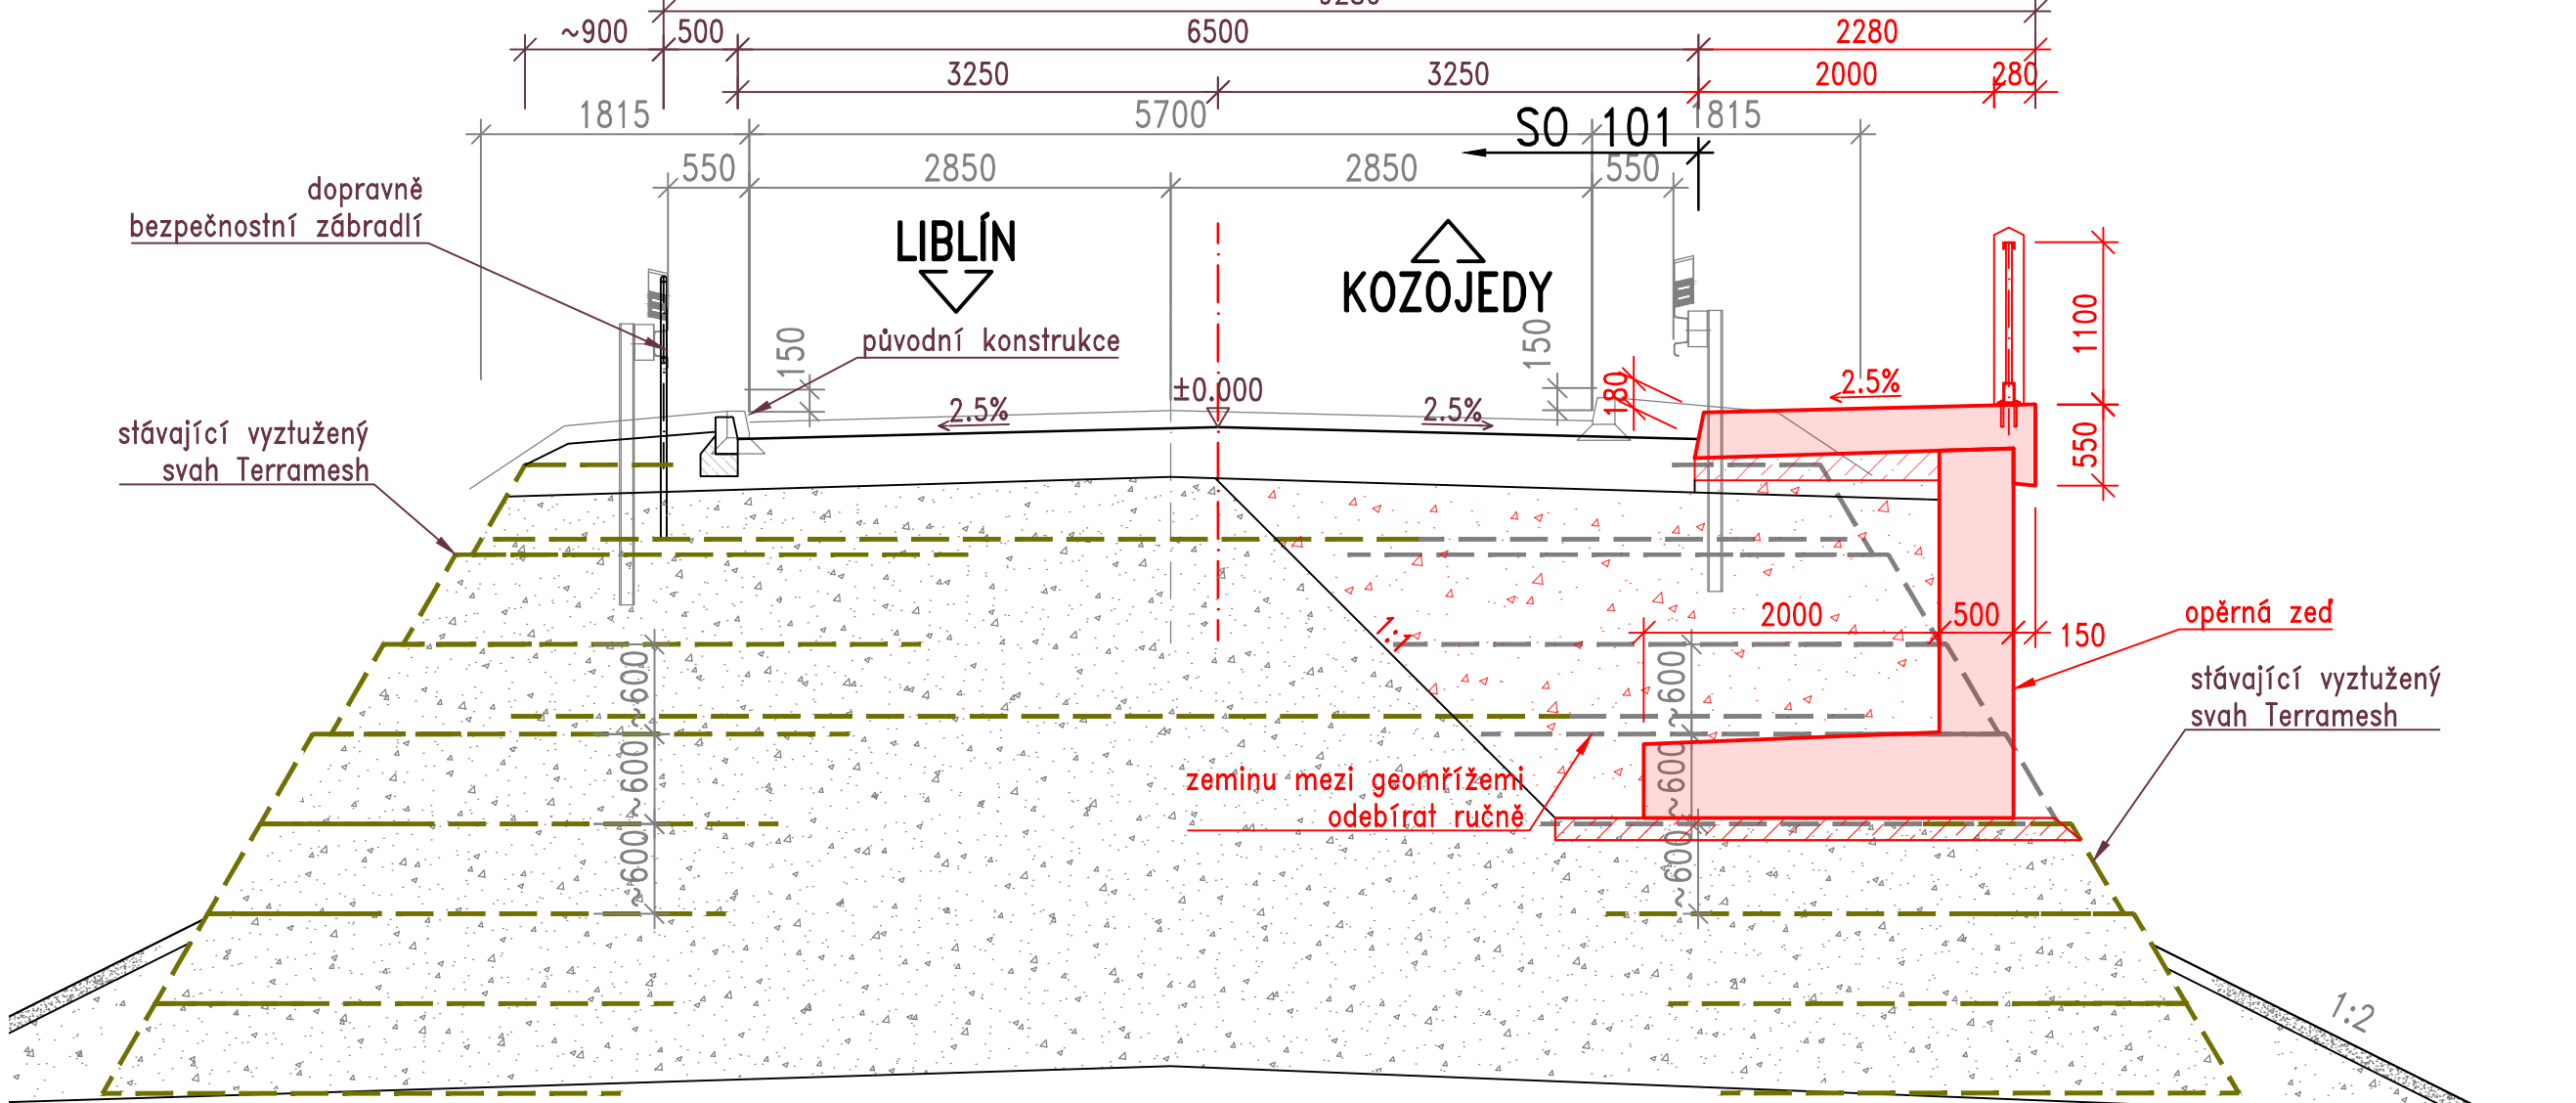 ~900
500
6500
2280
3250
3250
2000
280
1815
5700
SO 101
1815
550
2850
2850
550
dopravně
bezpečnostní zábradlí
LIBLÍN
KOZOJEDY
150
původní konstrukce
150
1100
±0.000
180
2.5%
2.5%
2.5%
stávající vyztužený
svah Terramesh
550
1:1
2000
500
150
opěrná zeď
~600
~600
~600
~600
~600
~600
stávající vyztužený
svah Terramesh
zeminu mezi geomřížemi
odebírat ručně
1:2